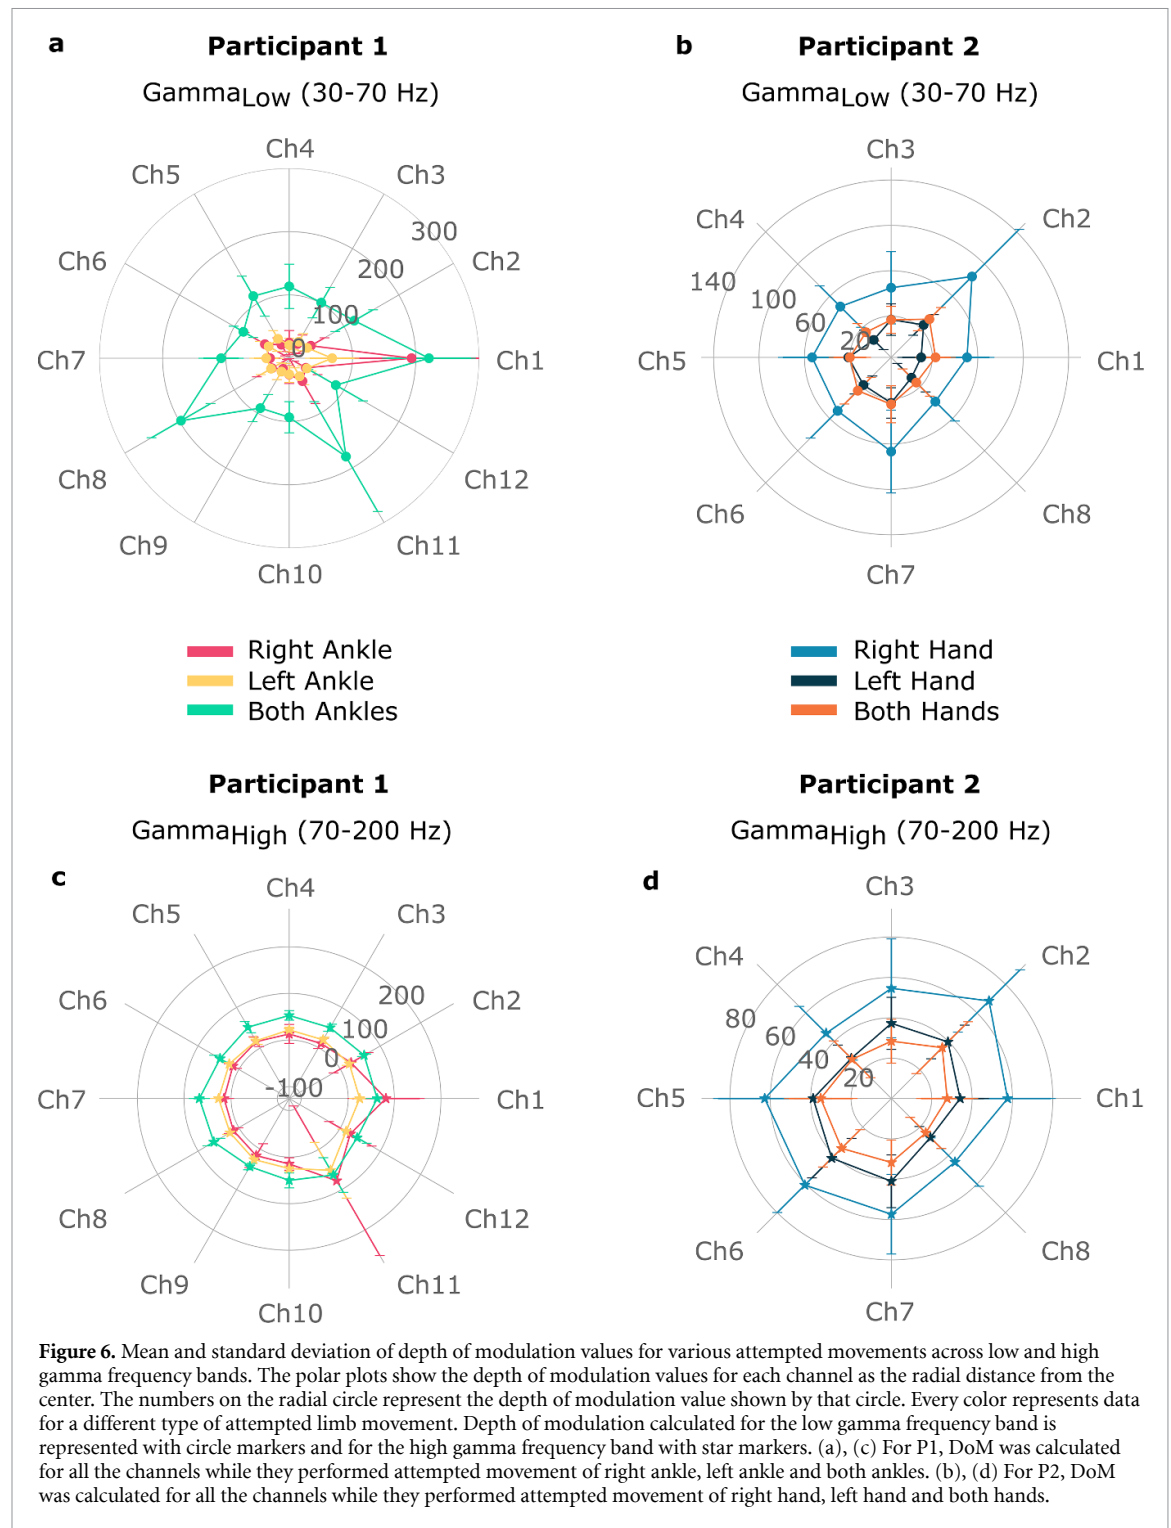 a
Participant 1
GammaLow (30-70 Hz)
Ch4
Ch5
Ch3
300
Ch6
Ch2
200
100
0
Ch7
Ch1
Ch8
Ch12
Ch9
Ch11
Ch10
b
Participant 2
GammaLow (30-70 Hz)
Ch3
Ch4
Ch2
140
100
60
20
Ch5
Ch1
Ch6
Ch8
Ch7
Right Ankle
Left Ankle
Both Ankles
Right Hand
Left Hand
Both Hands
Participant 1
GammaHigh (70-200 Hz)
c
Ch4
Ch5
Ch3
Ch6
200
Ch2
100
0
-100
Ch7
Ch1
Ch8
Ch12
Ch9
Ch11
Ch10
Participant 2
GammaHigh (70-200 Hz)
d
Ch3
Ch4
Ch2
80
60
40
20
Ch5
Ch1
Ch6
Ch8
Ch7
Figure 6. Mean and standard deviation of depth of modulation values for various attempted movements across low and high
gamma frequency bands. The polar plots show the depth of modulation values for each channel as the radial distance from the
center. The numbers on the radial circle represent the depth of modulation value shown by that circle. Every color represents data
for a different type of attempted limb movement. Depth of modulation calculated for the low gamma frequency band is
represented with circle markers and for the high gamma frequency band with star markers. (a), (c) For P1, DoM was calculated
for all the channels while they performed attempted movement of right ankle, left ankle and both ankles. (b), (d) For P2, DoM
was calculated for all the channels while they performed attempted movement of right hand, left hand and both hands.